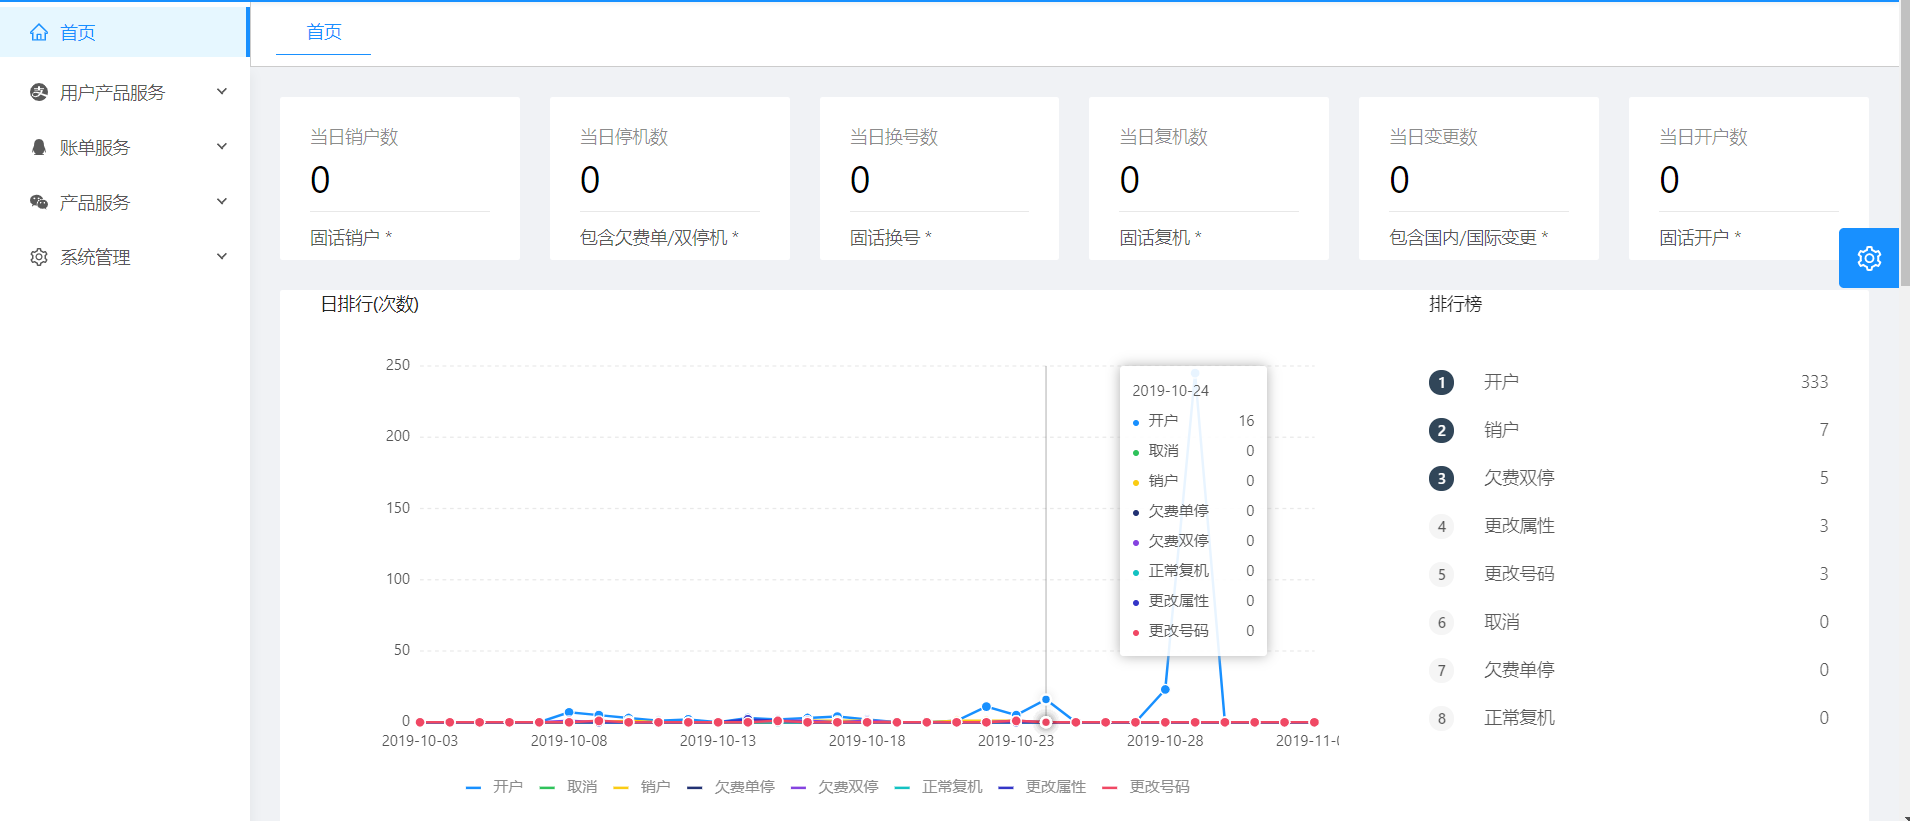 首页
用户产品服务
账单服务
产品服务
系统管理
首页
当日销户数
0
固话销户 *
当日停机数
0
包含欠费单/双停机 *
当日换号数
0
固话换号 *
当日复机数
0
固话复机 *
当日变更数
0
包含国内/国际变更 *
当日开户数
0
固话开户 *
日排行(次数)
250
200
150
100
50
0
2019-10-03 2019-10-08 2019-10-13 2019-10-18 2019-10-23 2019-10-28 2019-11-0
2019-10-24
开户 16
取消 0
销户 0
欠费单停 0
欠费双停 0
正常复机 0
更改属性 0
更改号码 0
开户 取消 销户 欠费单停 欠费双停 正常复机 更改属性 更改号码
排行榜
1 开户 333
2 销户 7
3 欠费双停 5
4 更改属性 3
5 更改号码 3
6 取消 0
7 欠费单停 0
8 正常复机 0